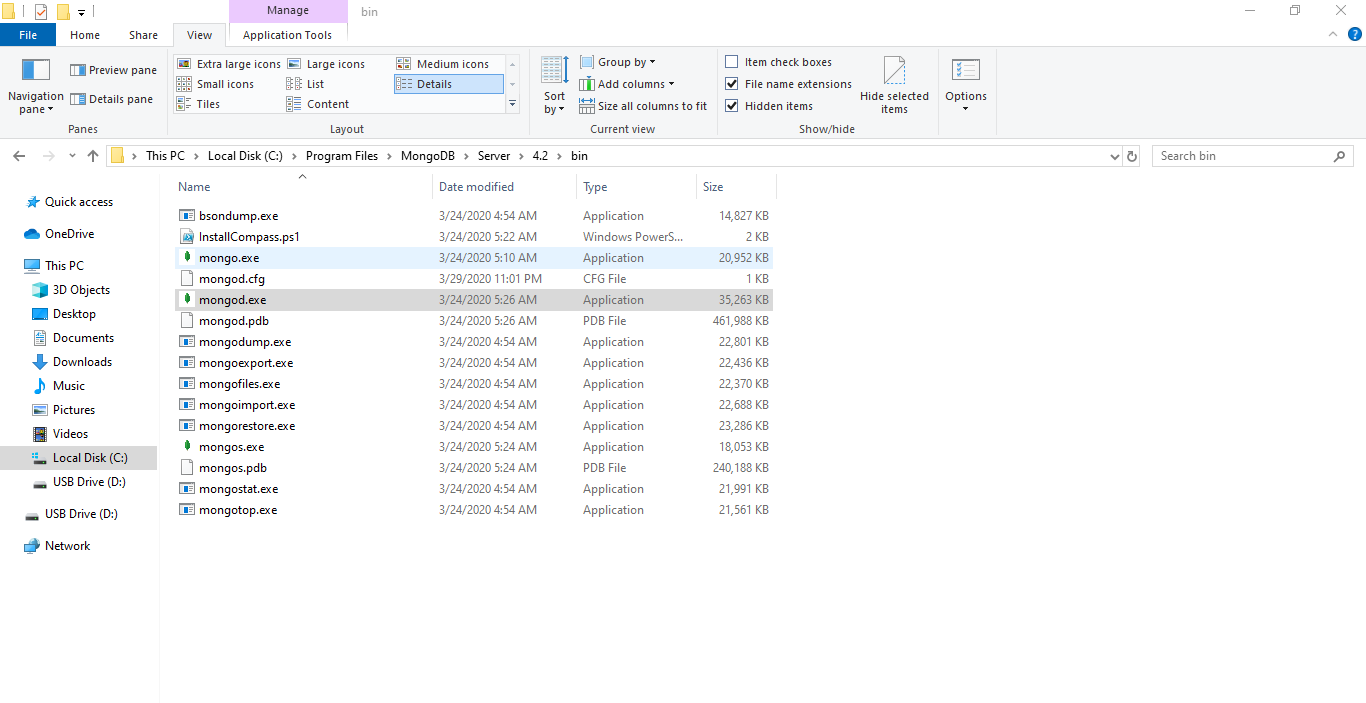 Manage bin
File Home Share View Application Tools
Navigation pane Preview pane Details pane
Panes
Extra large icons Large icons Medium icons
Small icons List Details
Tiles Content
Layout
Sort by Group by Add columns Size all columns to fit
Current view
Item check boxes
File name extensions
Hidden items
Hide selected items
Show/hide
Options
This PC > Local Disk (C:) > Program Files > MongoDB > Server > 4.2 > bin
Search bin
Quick access
OneDrive
This PC
3D Objects
Desktop
Documents
Downloads
Music
Pictures
Videos
Local Disk (C:)
USB Drive (D:)
USB Drive (D:)
Network
Name Date modified Type Size
bsondump.exe 3/24/2020 4:54 AM Application 14,827 KB
InstallCompass.ps1 3/24/2020 5:22 AM Windows PowerS... 2 KB
mongo.exe 3/24/2020 5:10 AM Application 20,952 KB
mongod.cfg 3/29/2020 11:01 PM CFG File 1 KB
mongod.exe 3/24/2020 5:26 AM Application 35,263 KB
mongod.pdb 3/24/2020 5:26 AM PDB File 461,988 KB
mongodump.exe 3/24/2020 4:54 AM Application 22,801 KB
mongoexport.exe 3/24/2020 4:54 AM Application 22,436 KB
mongofiles.exe 3/24/2020 4:54 AM Application 22,370 KB
mongoimport.exe 3/24/2020 4:54 AM Application 22,688 KB
mongorestore.exe 3/24/2020 4:54 AM Application 23,286 KB
mongos.exe 3/24/2020 5:24 AM Application 18,053 KB
mongos.pdb 3/24/2020 5:24 AM PDB File 240,188 KB
mongostat.exe 3/24/2020 4:54 AM Application 21,991 KB
mongotop.exe 3/24/2020 4:54 AM Application 21,561 KB